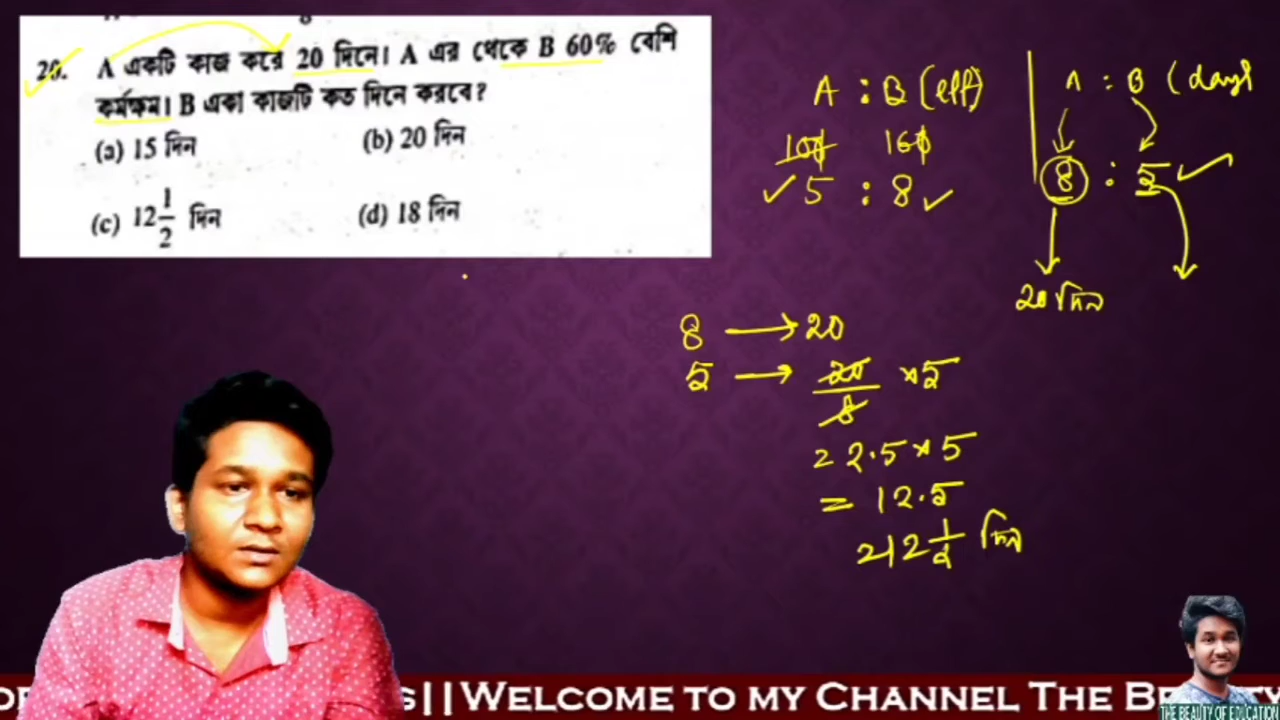 20. A একটি কাজ করে 20 দিনে। A এর থেকে B 60% বেশি
কর্মক্ষম। B একা কাজটি কত দিনে করবে?
(a) 15 দিন (b) 20 দিন
(c) 12 1/2 দিন (d) 18 দিন
A : B (eff)
100 160
5 : 8
A : B (days
8 : 5
20 দিন
8 → 20
5 → 20/8 × 5
= 2.5 × 5
= 12.5
= 12 1/2 দিন
S||WELCOME TO MY CHANNEL THE BE
THE BEAUTY OF EDUCATION